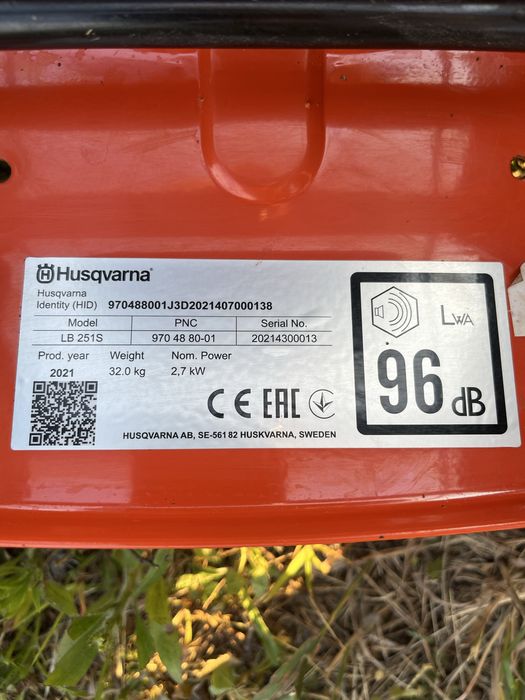 Husqvarna
Husqvarna
Identity (HID) 970488001J3D2021407000138
Model PNC Serial No.
LB 251S 970 48 80-01 20214300013
Prod. year Weight Nom. Power
2021 32.0 kg 2,7 kW
CE EAC
HUSQVARNA AB, SE-561 82 HUSKVARNA, SWEDEN
LWA
96 dB